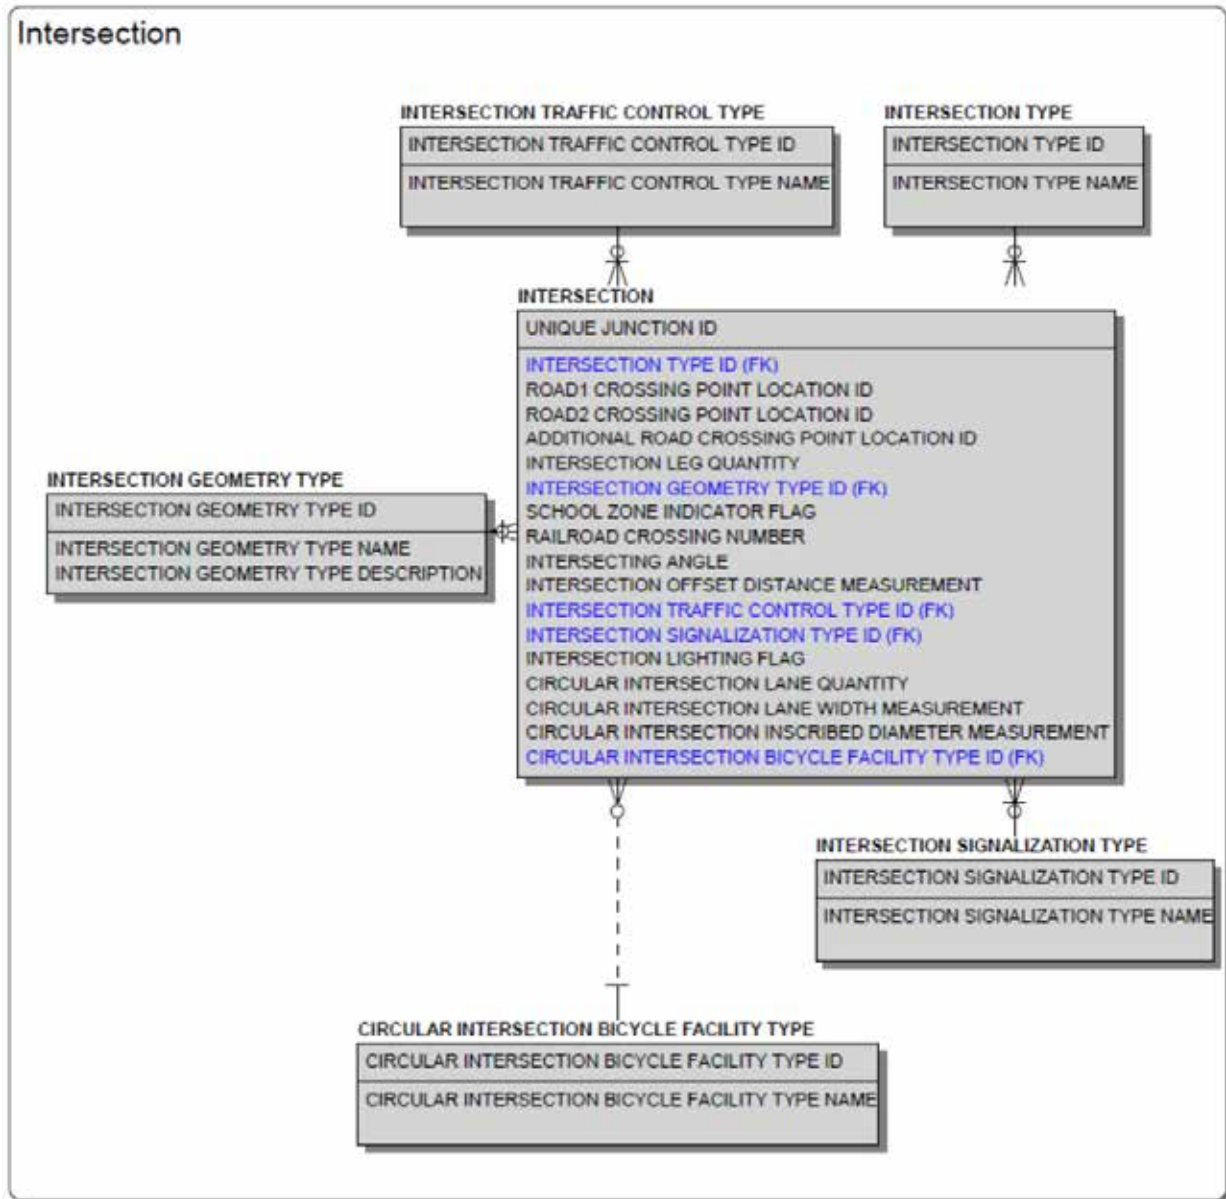 Intersection
INTERSECTION TRAFFIC CONTROL TYPE
INTERSECTION TRAFFIC CONTROL TYPE ID
INTERSECTION TRAFFIC CONTROL TYPE NAME
INTERSECTION TYPE
INTERSECTION TYPE ID
INTERSECTION TYPE NAME
INTERSECTION
UNIQUE JUNCTION ID
INTERSECTION TYPE ID (FK)
ROAD1 CROSSING POINT LOCATION ID
ROAD2 CROSSING POINT LOCATION ID
ADDITIONAL ROAD CROSSING POINT LOCATION ID
INTERSECTION LEG QUANTITY
INTERSECTION GEOMETRY TYPE ID (FK)
SCHOOL ZONE INDICATOR FLAG
RAILROAD CROSSING NUMBER
INTERSECTING ANGLE
INTERSECTION OFFSET DISTANCE MEASUREMENT
INTERSECTION TRAFFIC CONTROL TYPE ID (FK)
INTERSECTION SIGNALIZATION TYPE ID (FK)
INTERSECTION LIGHTING FLAG
CIRCULAR INTERSECTION LANE QUANTITY
CIRCULAR INTERSECTION LANE WIDTH MEASUREMENT
CIRCULAR INTERSECTION INSCRIBED DIAMETER MEASUREMENT
CIRCULAR INTERSECTION BICYCLE FACILITY TYPE ID (FK)
INTERSECTION GEOMETRY TYPE
INTERSECTION GEOMETRY TYPE ID
INTERSECTION GEOMETRY TYPE NAME
INTERSECTION GEOMETRY TYPE DESCRIPTION
INTERSECTION SIGNALIZATION TYPE
INTERSECTION SIGNALIZATION TYPE ID
INTERSECTION SIGNALIZATION TYPE NAME
CIRCULAR INTERSECTION BICYCLE FACILITY TYPE
CIRCULAR INTERSECTION BICYCLE FACILITY TYPE ID
CIRCULAR INTERSECTION BICYCLE FACILITY TYPE NAME